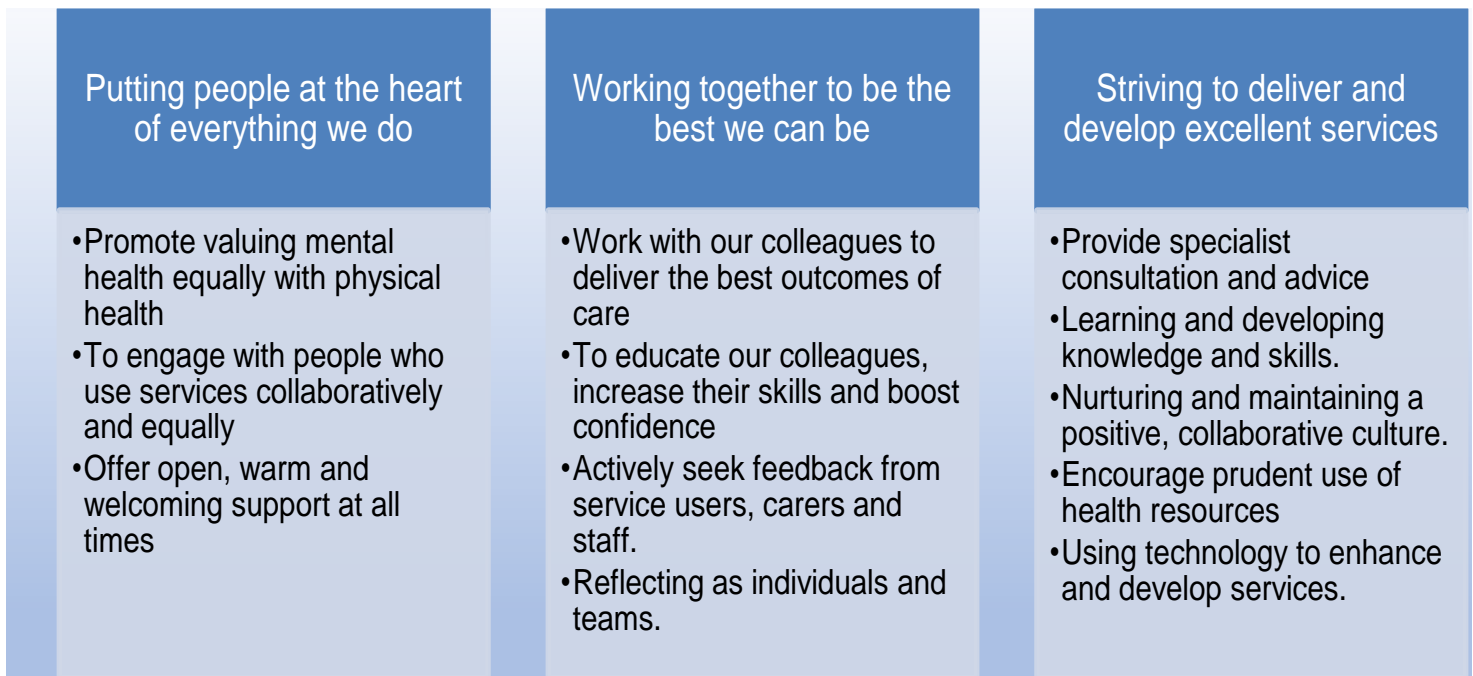 Putting people at the heart
of everything we do
•Promote valuing mental
health equally with physical
health
•To engage with people who
use services collaboratively
and equally
•Offer open, warm and
welcoming support at all
times
Working together to be the
best we can be
•Work with our colleagues to
deliver the best outcomes of
care
•To educate our colleagues,
increase their skills and boost
confidence
•Actively seek feedback from
service users, carers and
staff.
•Reflecting as individuals and
teams.
Striving to deliver and
develop excellent services
•Provide specialist
consultation and advice
•Learning and developing
knowledge and skills.
•Nurturing and maintaining a
positive, collaborative culture.
•Encourage prudent use of
health resources
•Using technology to enhance
and develop services.